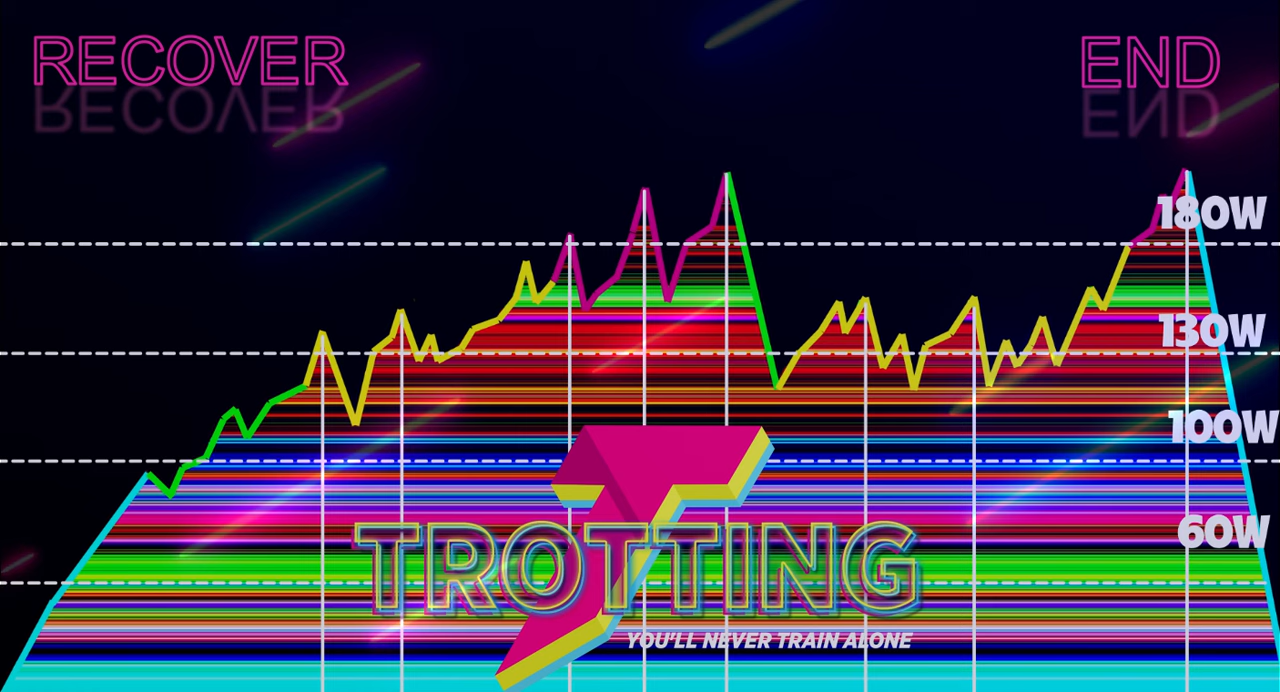 RECOVER
END
180W
130W
100W
60W
TROTTING
YOU'LL NEVER TRAIN ALONE